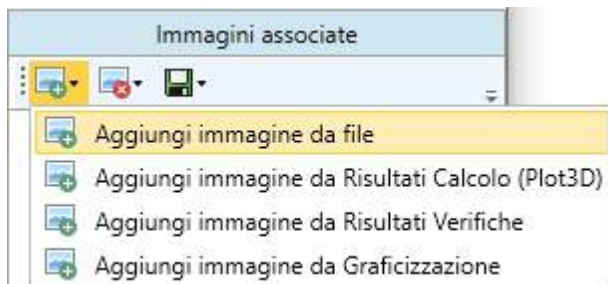 Immagini associate
Aggiungi immagine da file
Aggiungi immagine da Risultati Calcolo (Plot3D)
Aggiungi immagine da Risultati Verifiche
Aggiungi immagine da Graficizzazione